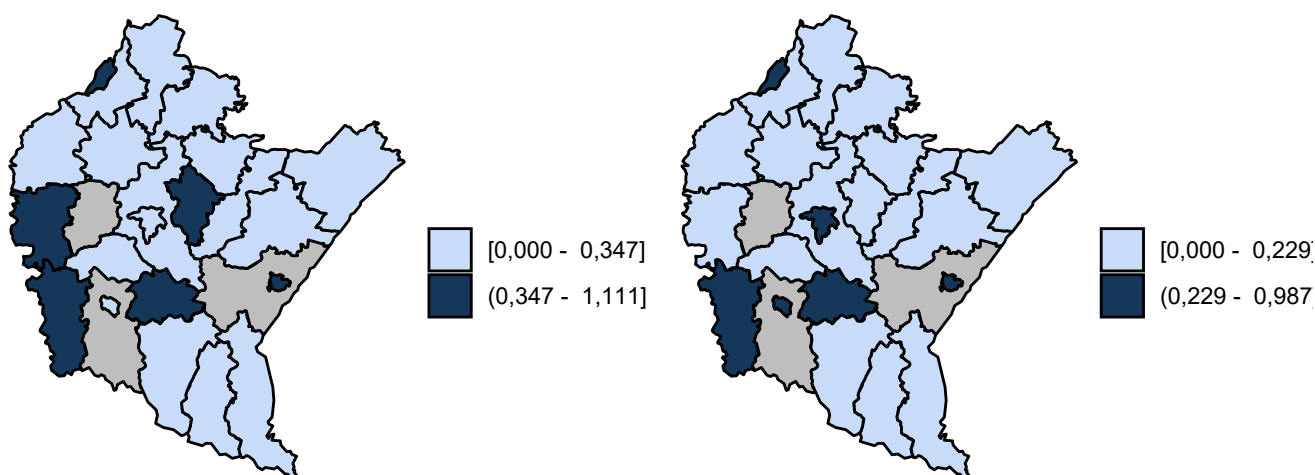 [0,000 - 0,347]
(0,347 - 1,111]
[0,000 - 0,229]
(0,229 - 0,987